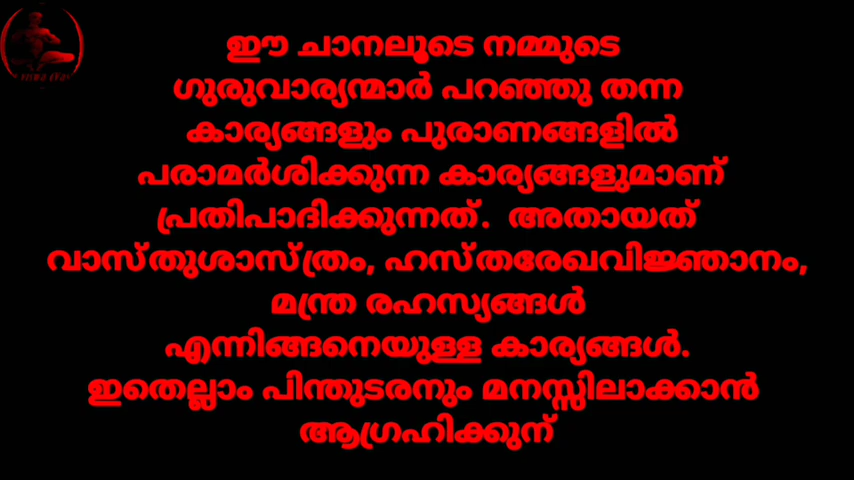 ഈ ചാനലൂടെ നമ്മുടെ
ഗുരുവാര്യന്മാർ പറഞ്ഞു തന്ന
കാര്യങ്ങളും പുരാണങ്ങളിൽ
പരാമർശിക്കുന്ന കാര്യങ്ങളുമാണ്
പ്രതിപാദിക്കുന്നത്. അതായത്
വാസ്തുശാസ്ത്രം, ഹസ്തരേഖവിജ്ഞാനം,
മന്ത്ര രഹസ്യങ്ങൾ
എന്നിങ്ങനെയുള്ള കാര്യങ്ങൾ.
ഇതെല്ലാം പിന്തുടരനും മനസ്സിലാക്കാൻ
ആഗ്രഹിക്കുന്